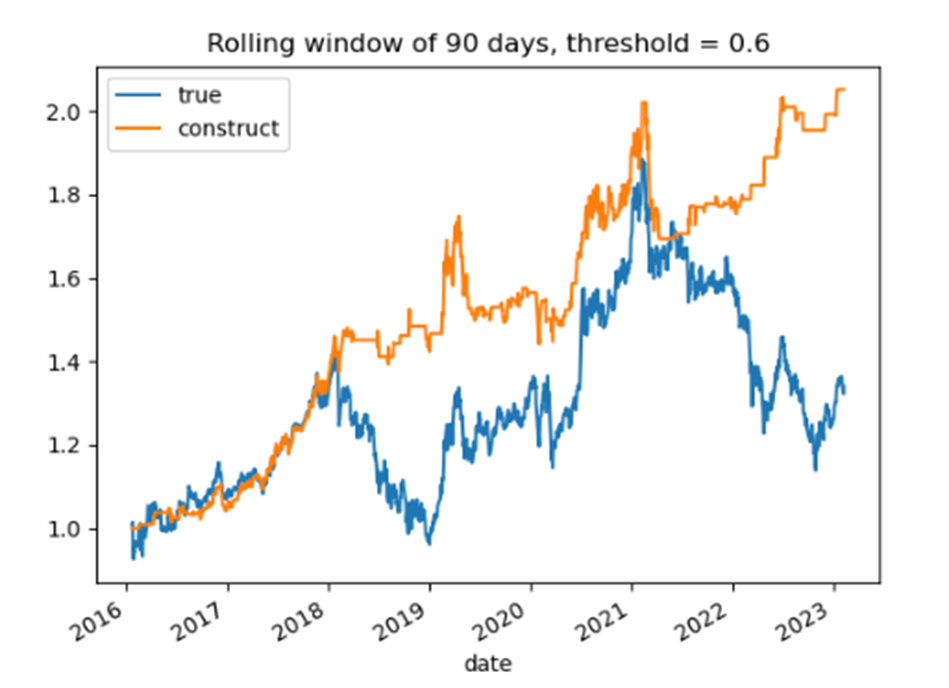 Rolling window of 90 days, threshold = 0.6
true
construct
2.0
1.8
1.6
1.4
1.2
1.0
2016 2017 2018 2019 2020 2021 2022 2023
date